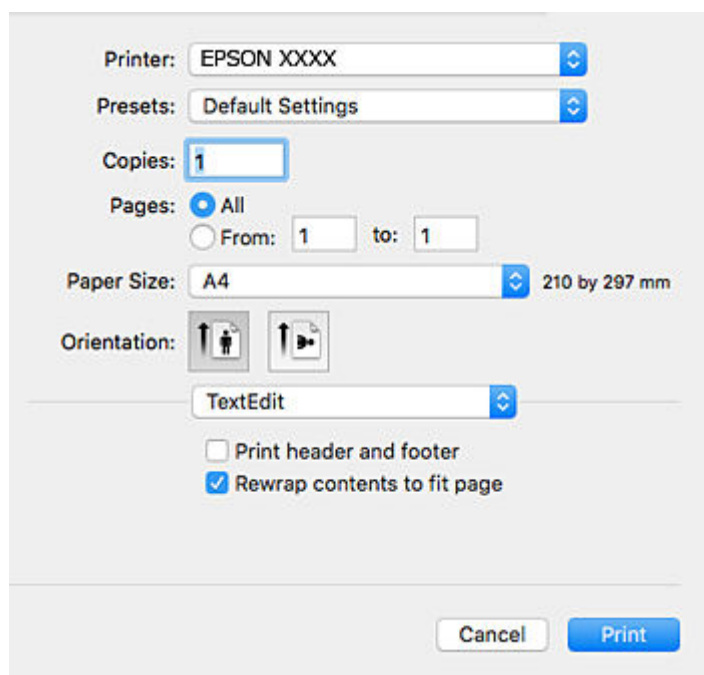 Printer: EPSON XXXX
Presets: Default Settings
Copies: 1
Pages: All
From: 1 to: 1
Paper Size: A4 210 by 297 mm
Orientation:
TextEdit
Print header and footer
Rewrap contents to fit page
Cancel Print